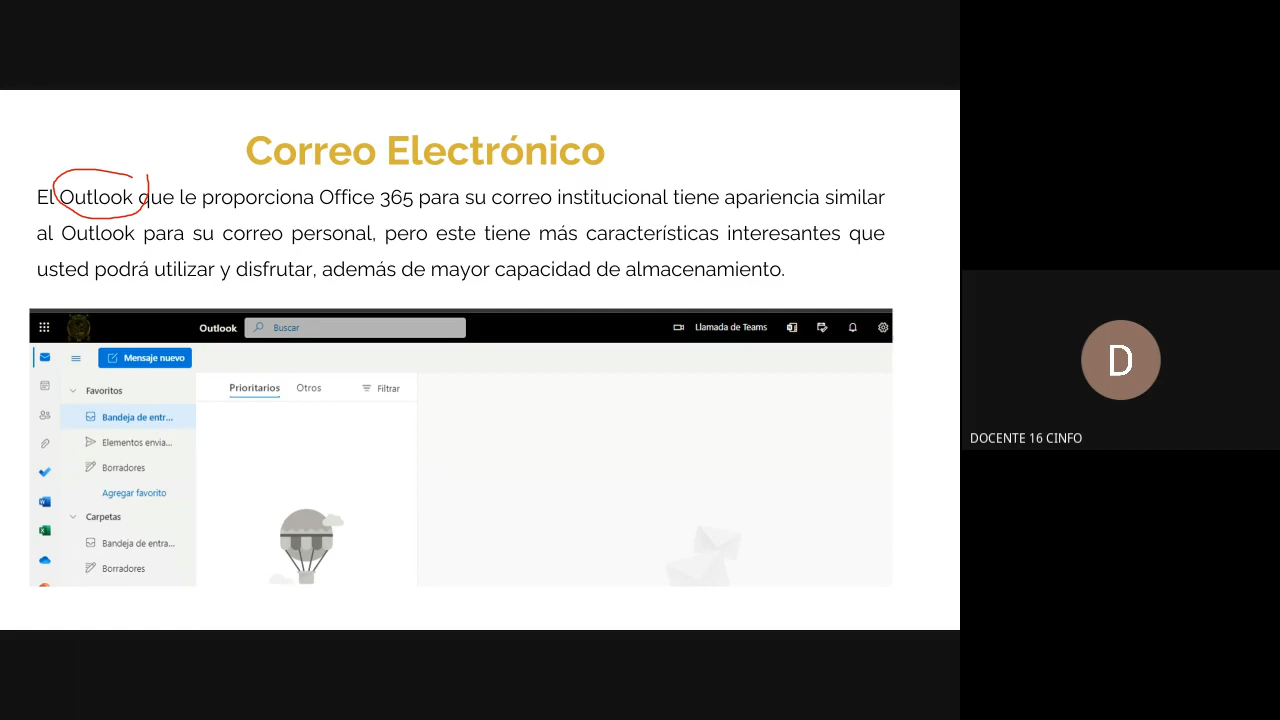 Correo Electrónico
El Outlook que le proporciona Office 365 para su correo institucional tiene apariencia similar
al Outlook para su correo personal, pero este tiene más características interesantes que
usted podrá utilizar y disfrutar, además de mayor capacidad de almacenamiento.
Outlook Buscar Llamada de Teams
Mensaje nuevo
Favoritos Prioritarios Otros Filtrar
Bandeja de entr...
Elementos envia...
Borradores
Agregar favorito
Carpetas
Bandeja de entra...
Borradores
D
DOCENTE 16 CINFO